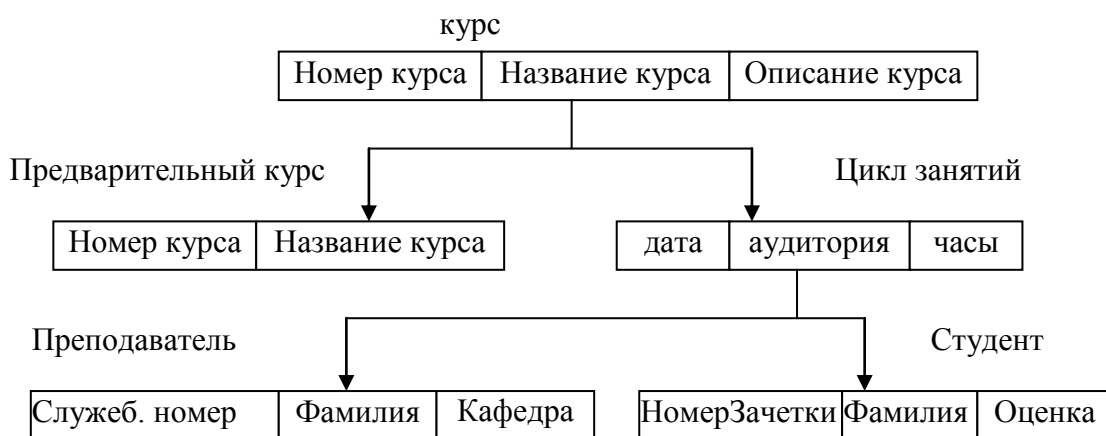 курс
Номер курса Название курса Описание курса
Предварительный курс Цикл занятий
Номер курса Название курса дата аудитория часы
Преподаватель Студент
Служеб. номер Фамилия Кафедра НомерЗачетки Фамилия Оценка